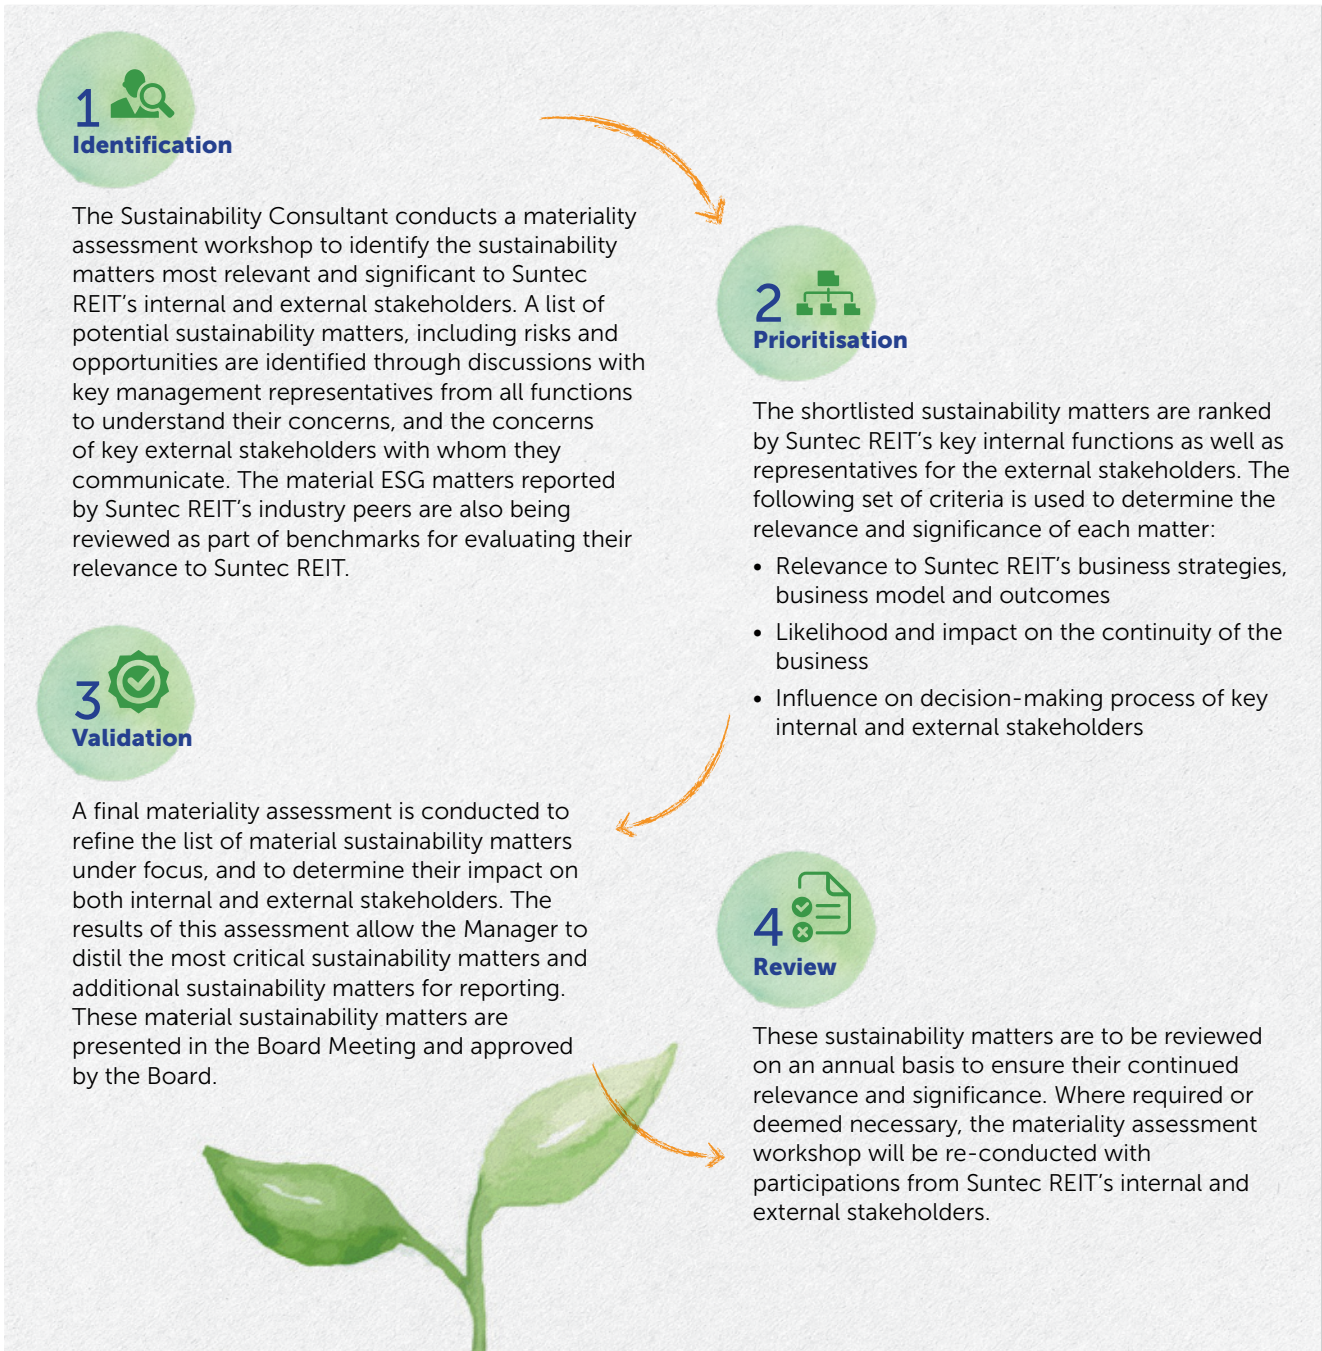 1
Identification
The Sustainability Consultant conducts a materiality
assessment workshop to identify the sustainability
matters most relevant and significant to Suntec
REIT's internal and external stakeholders. A list of
potential sustainability matters, including risks and
opportunities are identified through discussions with
key management representatives from all functions
to understand their concerns, and the concerns
of key external stakeholders with whom they
communicate. The material ESG matters reported
by Suntec REIT's industry peers are also being
reviewed as part of benchmarks for evaluating their
relevance to Suntec REIT.
2
Prioritisation
The shortlisted sustainability matters are ranked
by Suntec REIT's key internal functions as well as
representatives for the external stakeholders. The
following set of criteria is used to determine the
relevance and significance of each matter:
• Relevance to Suntec REIT's business strategies,
business model and outcomes
• Likelihood and impact on the continuity of the
business
• Influence on decision-making process of key
internal and external stakeholders
3
Validation
A final materiality assessment is conducted to
refine the list of material sustainability matters
under focus, and to determine their impact on
both internal and external stakeholders. The
results of this assessment allow the Manager to
distil the most critical sustainability matters and
additional sustainability matters for reporting.
These material sustainability matters are
presented in the Board Meeting and approved
by the Board.
4
Review
These sustainability matters are to be reviewed
on an annual basis to ensure their continued
relevance and significance. Where required or
deemed necessary, the materiality assessment
workshop will be re-conducted with
participations from Suntec REIT's internal and
external stakeholders.